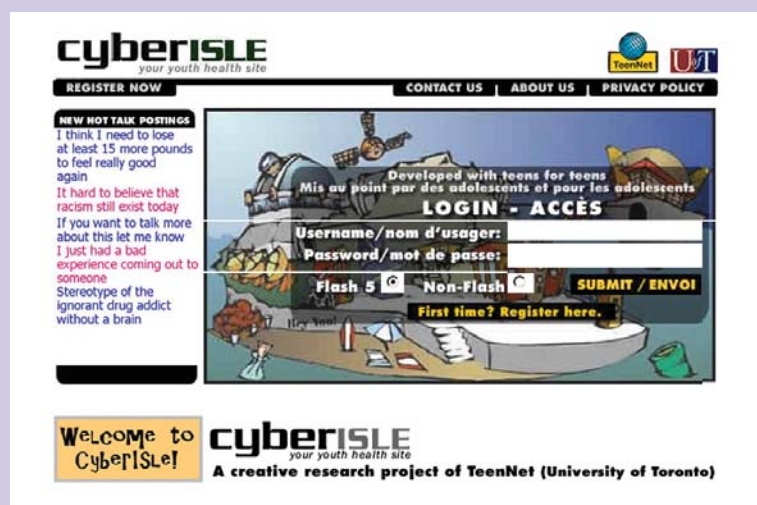 cyberISLE
your youth health site
TeenNet
U of T
REGISTER NOW
CONTACT US | ABOUT US | PRIVACY POLICY
NEW HOT TALK POSTINGS
I think I need to lose
at least 15 more pounds
to feel really good
again
It hard to believe that
racism still exist today
If you want to talk more
about this let me know
I just had a bad
experience coming out to
someone
Stereotype of the
ignorant drug addict
without a brain
Developed with teens for teens
Mis au point par des adolescents et pour les adolescents
LOGIN - ACCÈS
Username/nom d'usager:
Password/mot de passe:
Flash 5 Non-Flash SUBMIT / ENVOI
First time? Register here.
Hey You!
Welcome to
CyberISLe!
cyberISLE
your youth health site
A creative research project of TeenNet (University of Toronto)